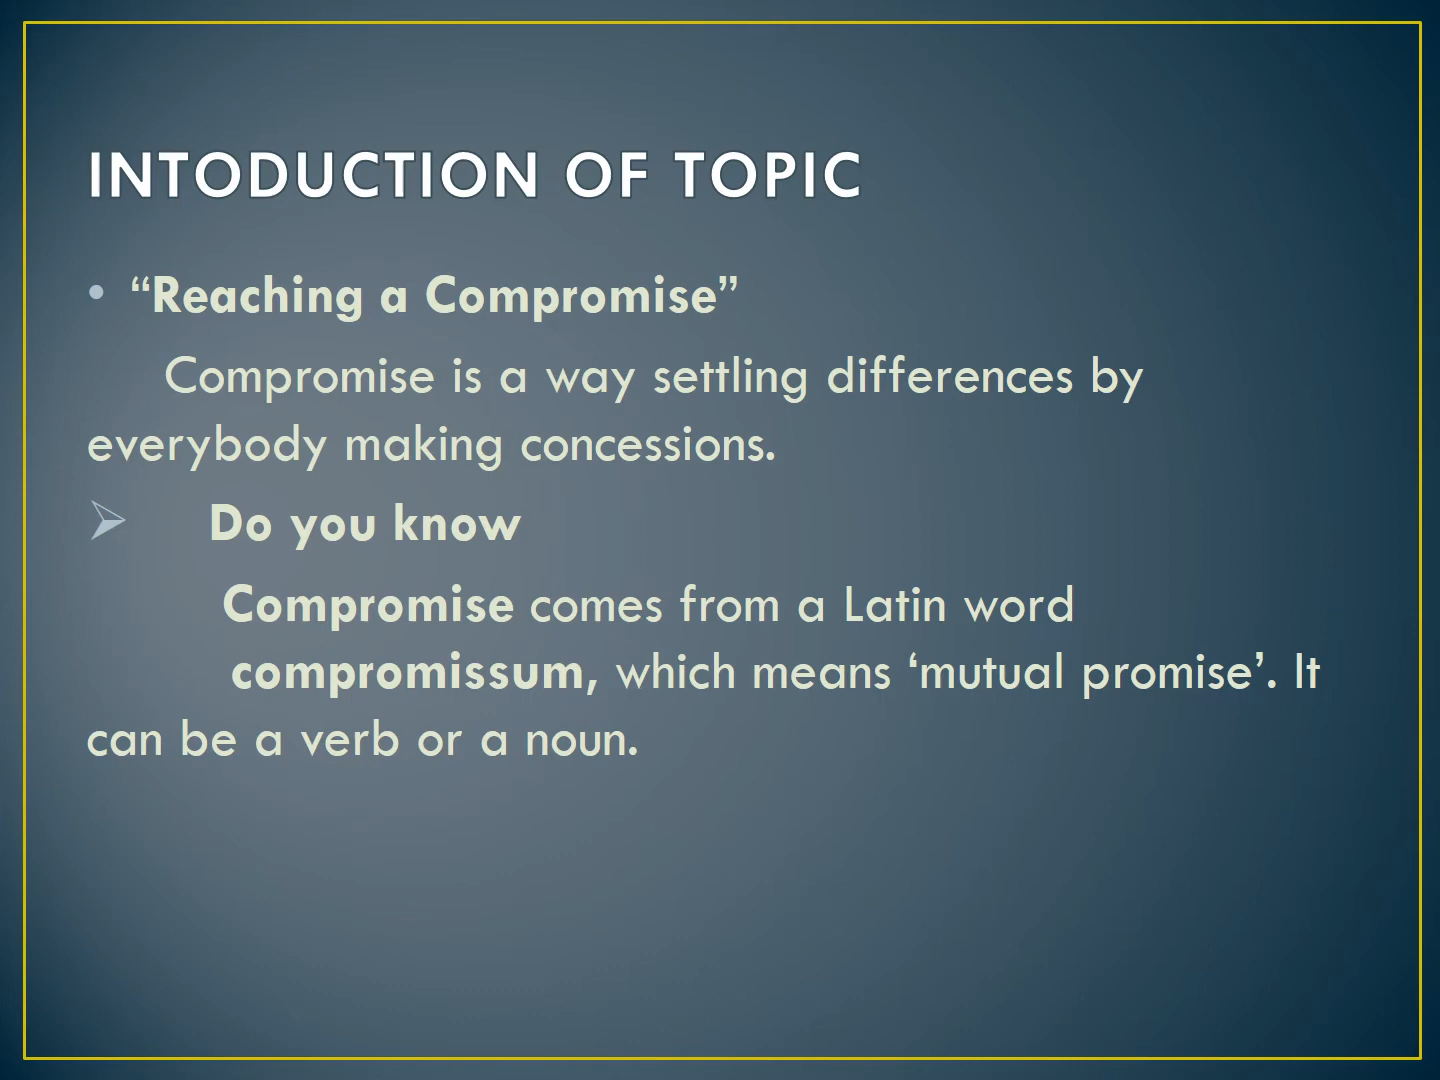 INTODUCTION OF TOPIC
• “Reaching a Compromise”
Compromise is a way settling differences by
everybody making concessions.
➢ Do you know
Compromise comes from a Latin word
compromissum, which means ‘mutual promise’. It
can be a verb or a noun.